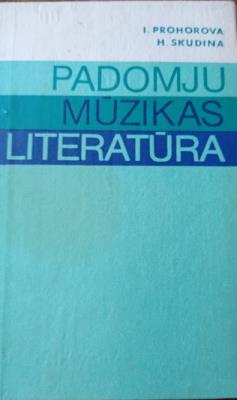 I. PROHOROVA
H. SKUDINA
PADOMJU
MŪZIKAS
LITERATŪRA